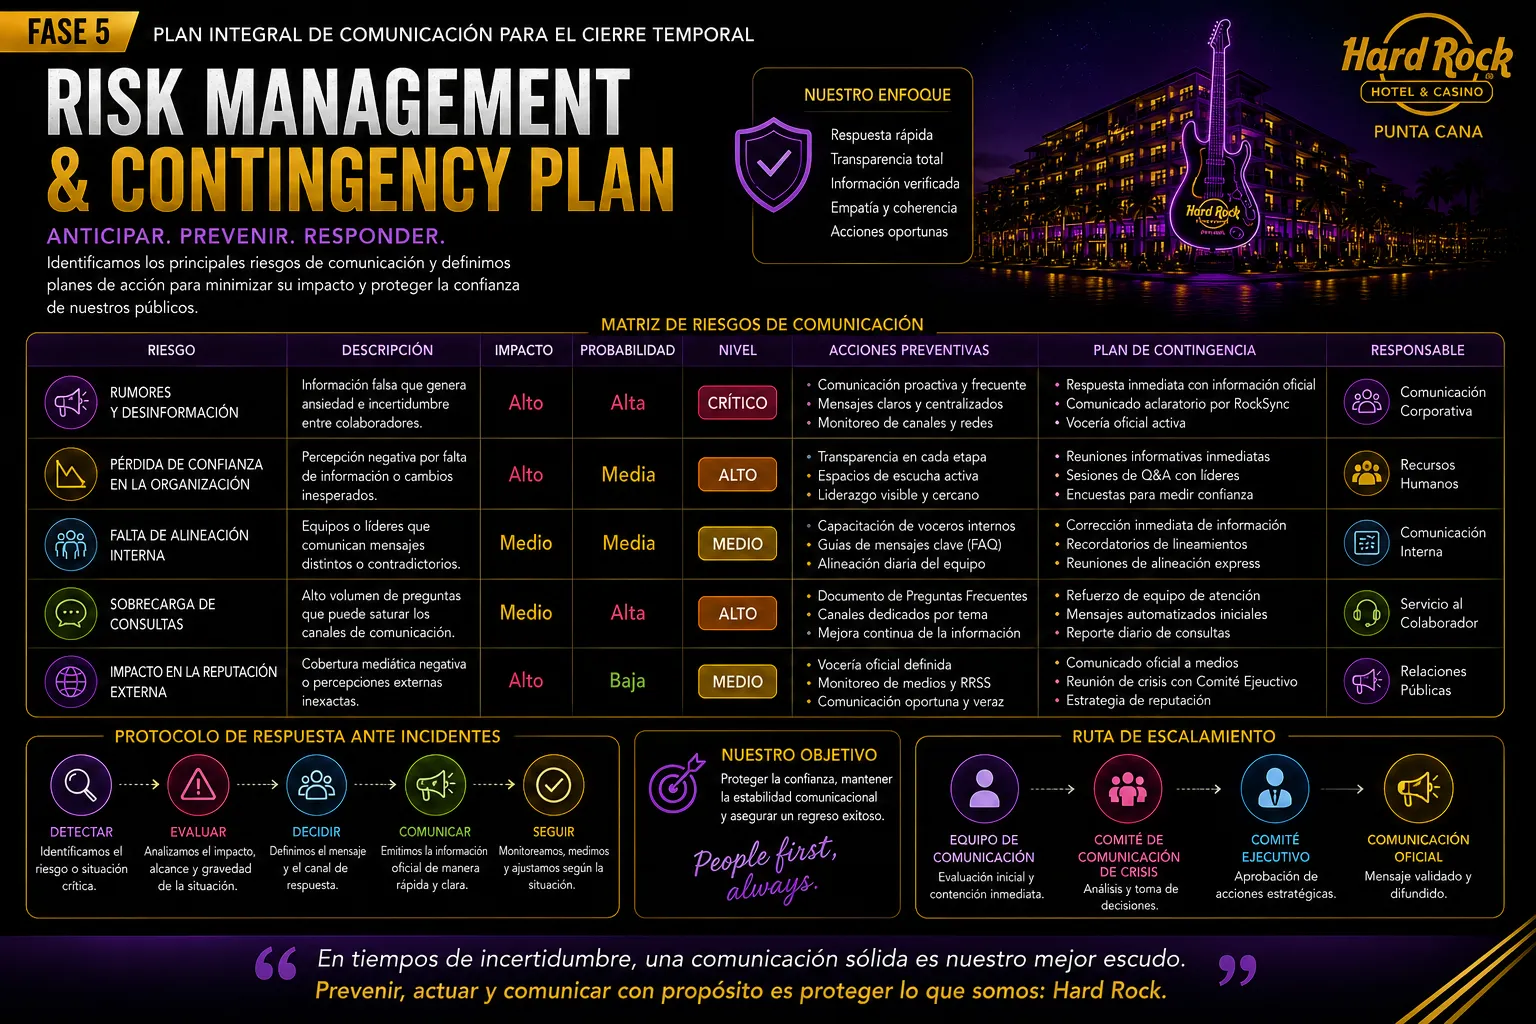 FASE 5
PLAN INTEGRAL DE COMUNICACIÓN PARA EL CIERRE TEMPORAL
RISK MANAGEMENT
& CONTINGENCY PLAN
ANTICIPAR. PREVENIR. RESPONDER.
Identificamos los principales riesgos de comunicación y definimos
planes de acción para minimizar su impacto y proteger la confianza
de nuestros públicos.
NUESTRO ENFOQUE
Respuesta rápida
Transparencia total
Información verificada
Empatía y coherencia
Acciones oportunas
Hard Rock
Hard Rock
HOTEL & CASINO
PUNTA CANA
MATRIZ DE RIESGOS DE COMUNICACIÓN
RIESGO
DESCRIPCIÓN
IMPACTO
PROBABILIDAD
NIVEL
ACCIONES PREVENTIVAS
PLAN DE CONTINGENCIA
RESPONSABLE
RUMORES
Y DESINFORMACIÓN
Información falsa que genera
ansiedad e incertidumbre
entre colaboradores.
Alto
Alta
CRÍTICO
• Comunicación proactiva y frecuente
• Mensajes claros y centralizados
• Monitoreo de canales y redes
• Respuesta inmediata con información oficial
• Comunicado aclaratorio por RockSync
• Vocería oficial activa
Comunicación
Corporativa
PÉRDIDA DE CONFIANZA
EN LA ORGANIZACIÓN
Percepción negativa por falta
de información o cambios
inesperados.
Alto
Media
ALTO
• Transparencia en cada etapa
• Espacios de escucha activa
• Liderazgo visible y cercano
• Reuniones informativas inmediatas
• Sesiones de Q&A con líderes
• Encuestas para medir confianza
Recursos
Humanos
FALTA DE ALINEACIÓN
INTERNA
Equipos o líderes que
comunican mensajes
distintos o contradictorios.
Medio
Media
MEDIO
• Capacitación de voceros internos
• Guías de mensajes clave (FAQ)
• Alineación diaria del equipo
• Corrección inmediata de información
• Recordatorios de lineamientos
• Reuniones de alineación express
Comunicación
Interna
SOBRECARGA DE
CONSULTAS
Alto volumen de preguntas
que puede saturar los
canales de comunicación.
Medio
Alta
ALTO
• Documento de Preguntas Frecuentes
• Canales dedicados por tema
• Mejora continua de la información
• Refuerzo de equipo de atención
• Mensajes automatizados iniciales
• Reporte diario de consultas
Servicio al
Colaborador
IMPACTO EN LA REPUTACIÓN
EXTERNA
Cobertura mediática negativa
o percepciones externas
inexactas.
Alto
Baja
MEDIO
• Vocería oficial definida
• Monitoreo de medios y RRSS
• Comunicación oportuna y veraz
• Comunicado oficial a medios
• Reunión de crisis con Comité Ejecutivo
• Estrategia de reputación
Relaciones
Públicas
PROTOCOLO DE RESPUESTA ANTE INCIDENTES
DETECTAR
Identificamos el
riesgo o situación
crítica.
EVALUAR
Analizamos el impacto,
alcance y gravedad
de la situación.
DECIDIR
Definimos el mensaje
y el canal de
respuesta.
COMUNICAR
Emitimos la información
oficial de manera
rápida y clara.
SEGUIR
Monitoreamos, medimos
y ajustamos según la
situación.
NUESTRO OBJETIVO
Proteger la confianza, mantener
la estabilidad comunicacional
y asegurar un regreso exitoso.
People first,
always.
RUTA DE ESCALAMIENTO
EQUIPO DE
COMUNICACIÓN
Evaluación inicial y
contención inmediata.
COMITÉ DE
COMUNICACIÓN
DE CRISIS
Análisis y toma de
decisiones.
COMITÉ
EJECUTIVO
Aprobación de
acciones estratégicas.
COMUNICACIÓN
OFICIAL
Mensaje validado y
difundido.
“ En tiempos de incertidumbre, una comunicación sólida es nuestro mejor escudo. ”
Prevenir, actuar y comunicar con propósito es proteger lo que somos: Hard Rock.